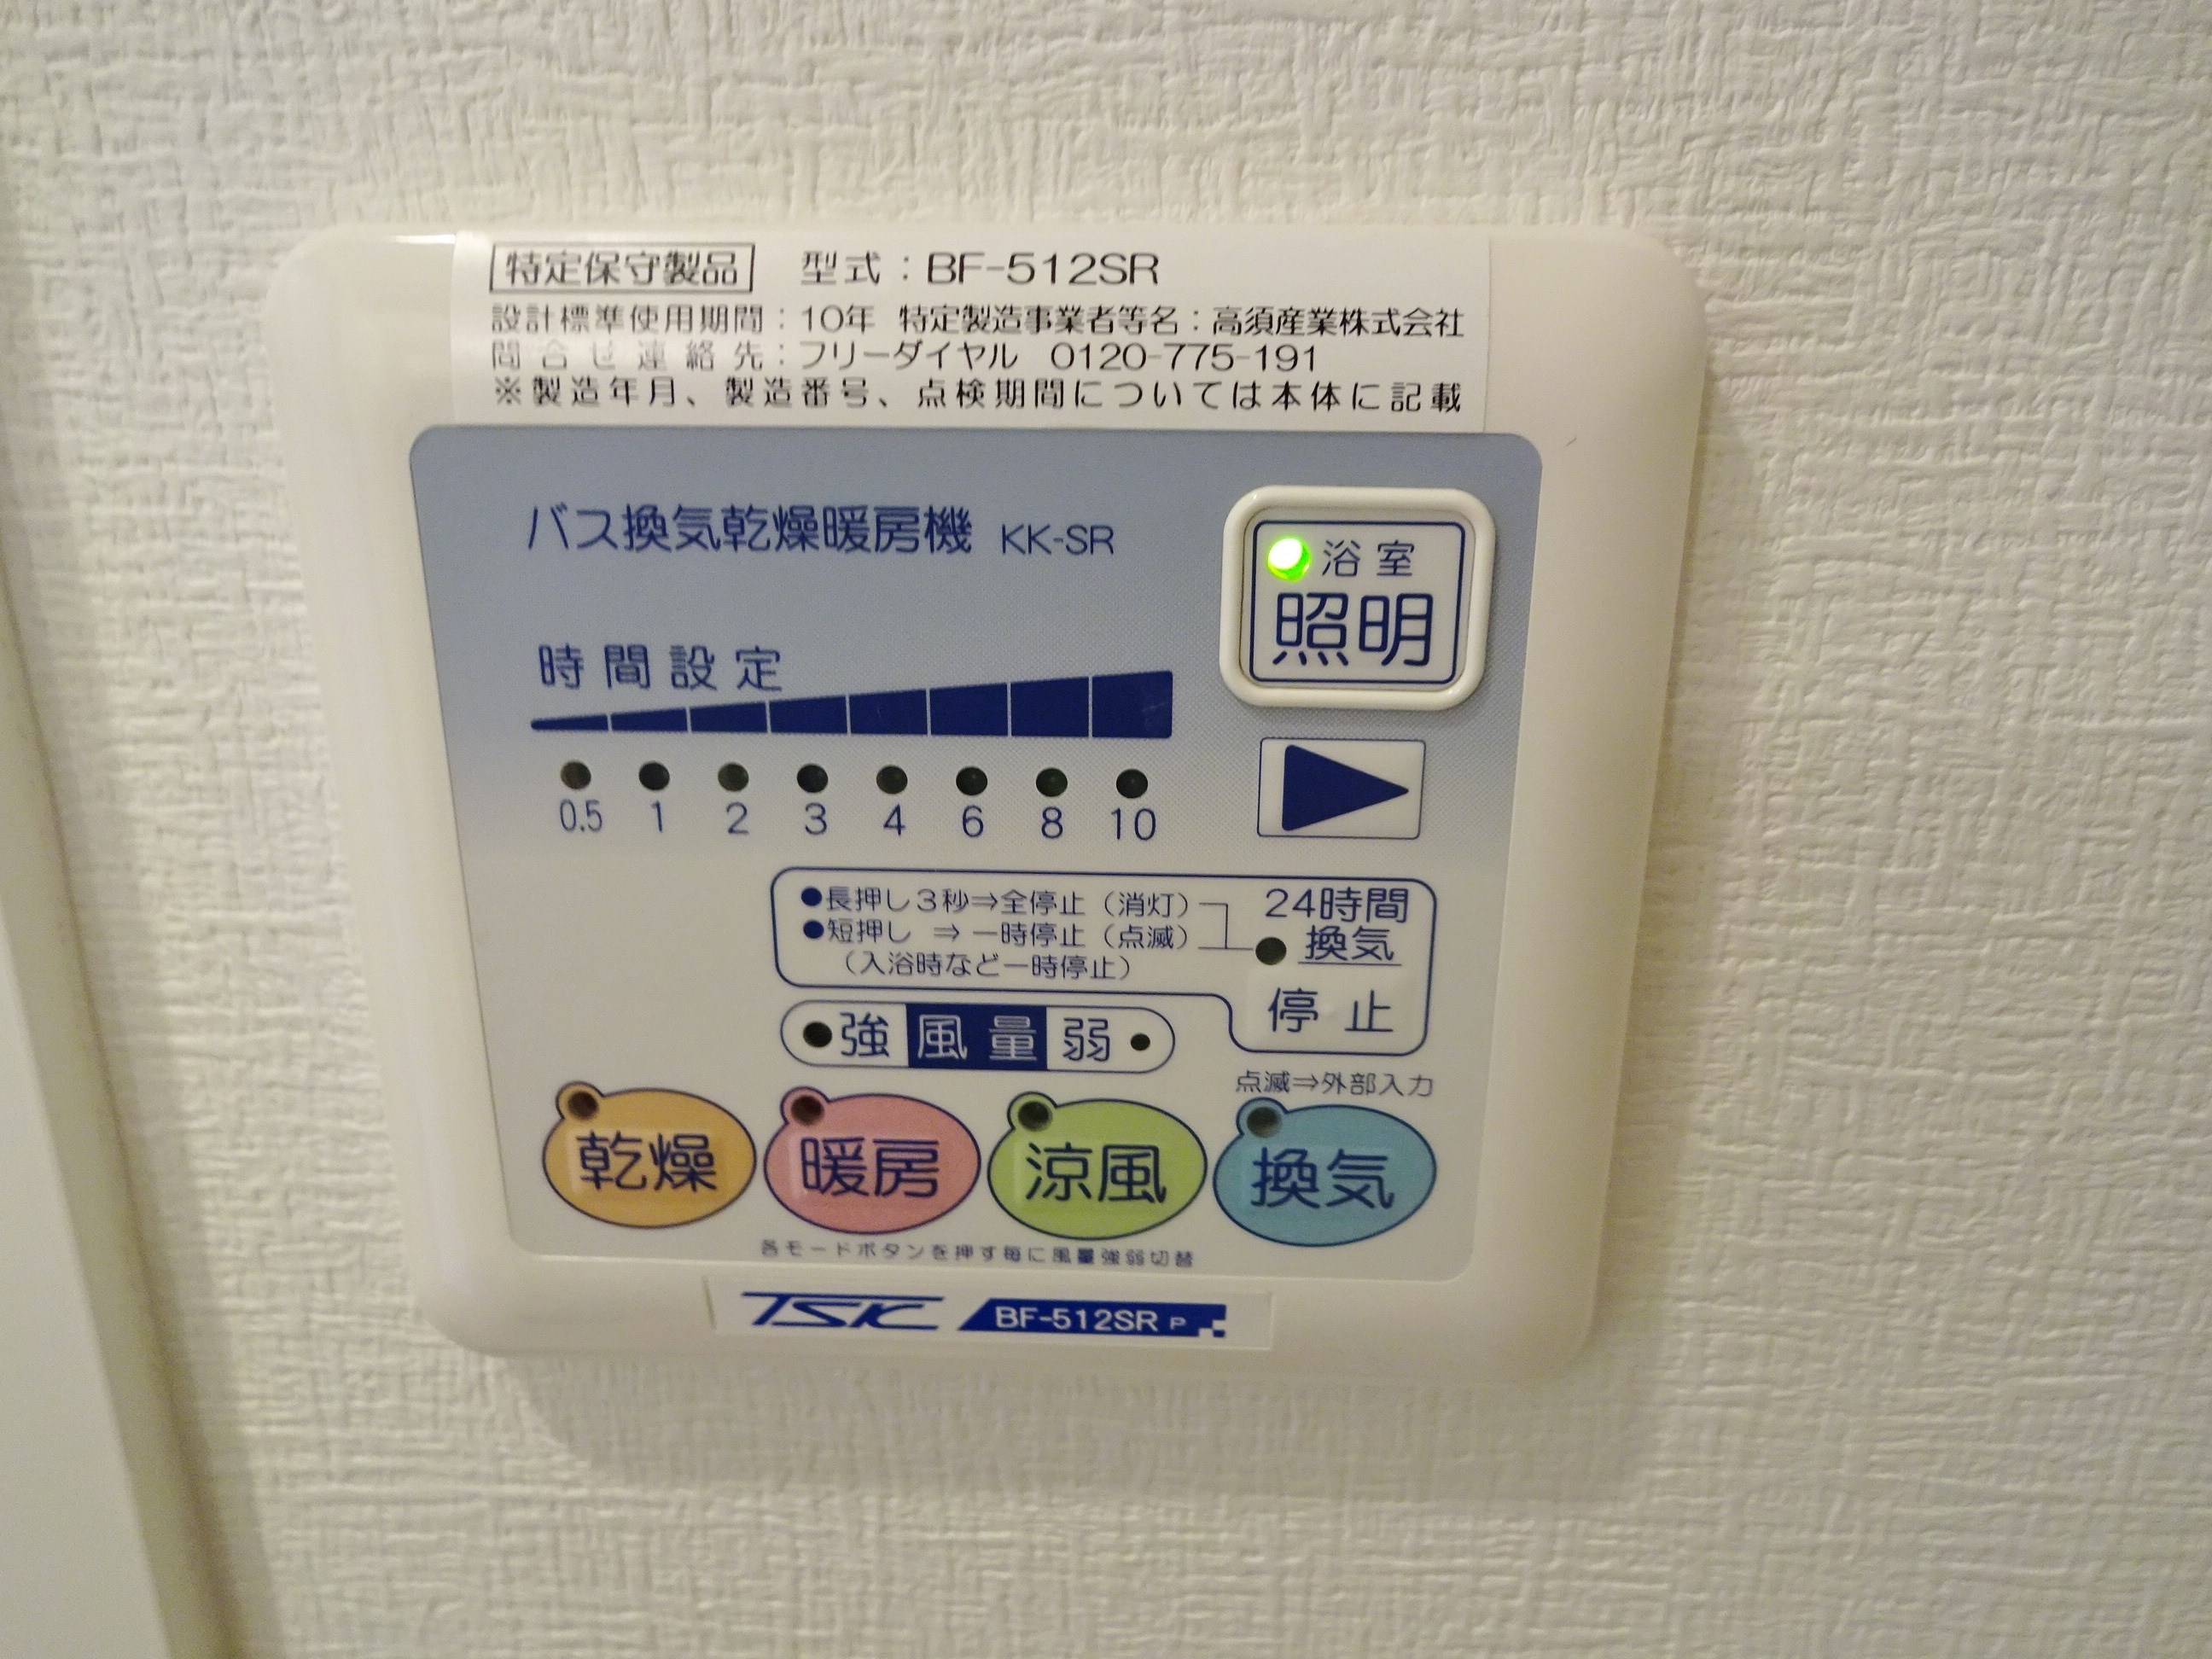 特定保守製品 型式：BF-512SR
設計標準使用期間：10年 特定製造事業者等名：高須産業株式会社
問合せ連絡先：フリーダイヤル 0120-775-191
※製造年月、製造番号、点検期間については本体に記載
バス換気乾燥暖房機 KK-SR
浴室
照明
時間設定
0.5 1 2 3 4 6 8 10
●長押し3秒⇒全停止（消灯）
●短押し ⇒ 一時停止（点滅）
（入浴時など一時停止）
24時間
換気
停止
強 風量 弱
点滅⇒外部入力
乾燥 暖房 涼風 換気
各モードボタンを押す毎に風量強弱切替
TSK BF-512SR P